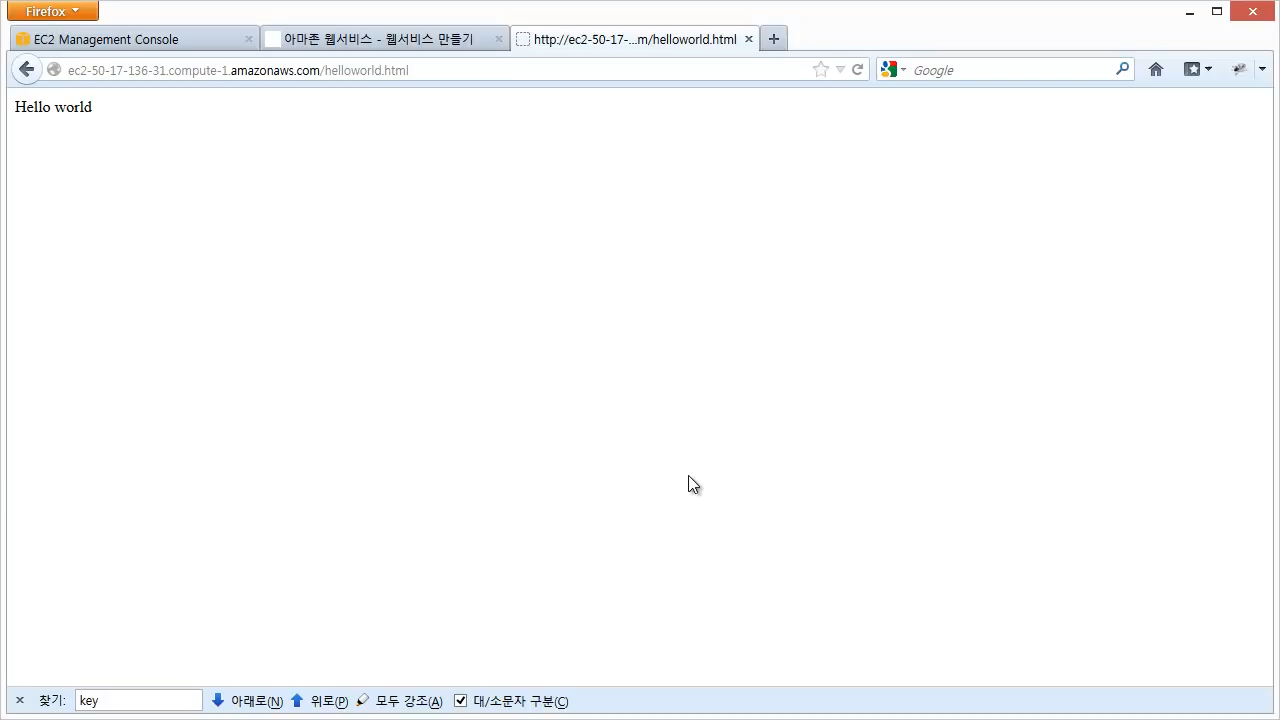 Firefox
EC2 Management Console
아마존 웹서비스 - 웹서비스 만들기
http://ec2-50-17-...m/helloworld.html
ec2-50-17-136-31.compute-1.amazonaws.com/helloworld.html
Google
Hello world
찾기: key 아래로(N) 위로(P) 모두 강조(A) 대/소문자 구분(C)